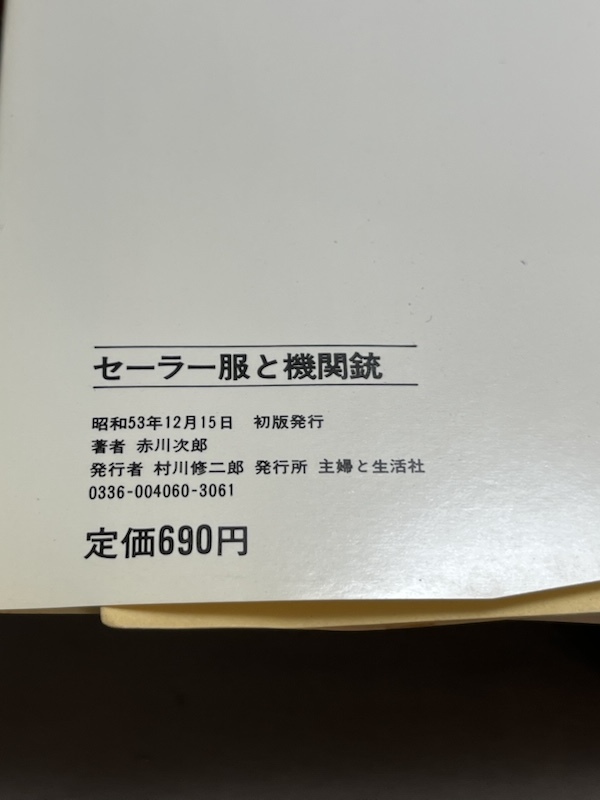 セーラー服と機関銃
昭和53年12月15日　初版発行
著者 赤川次郎
発行者 村川修二郎 発行所 主婦と生活社
0336-004060-3061
定価690円